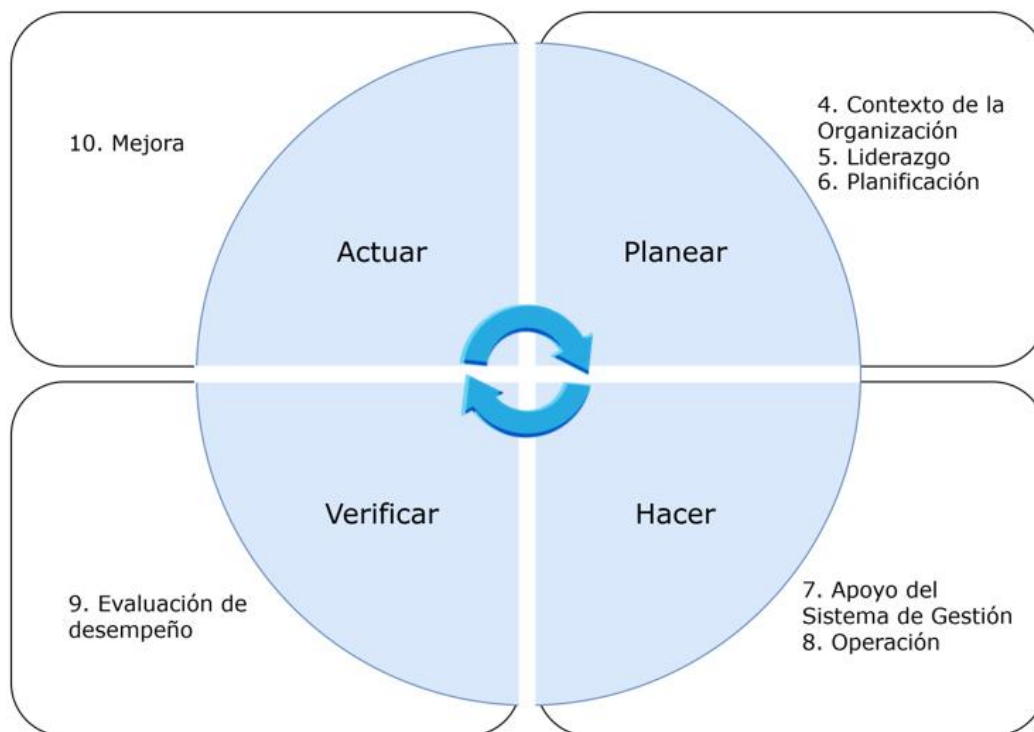 10. Mejora
4. Contexto de la
Organización
5. Liderazgo
6. Planificación
Actuar
Planear
Verificar
Hacer
9. Evaluación de
desempeño
7. Apoyo del
Sistema de Gestión
8. Operación